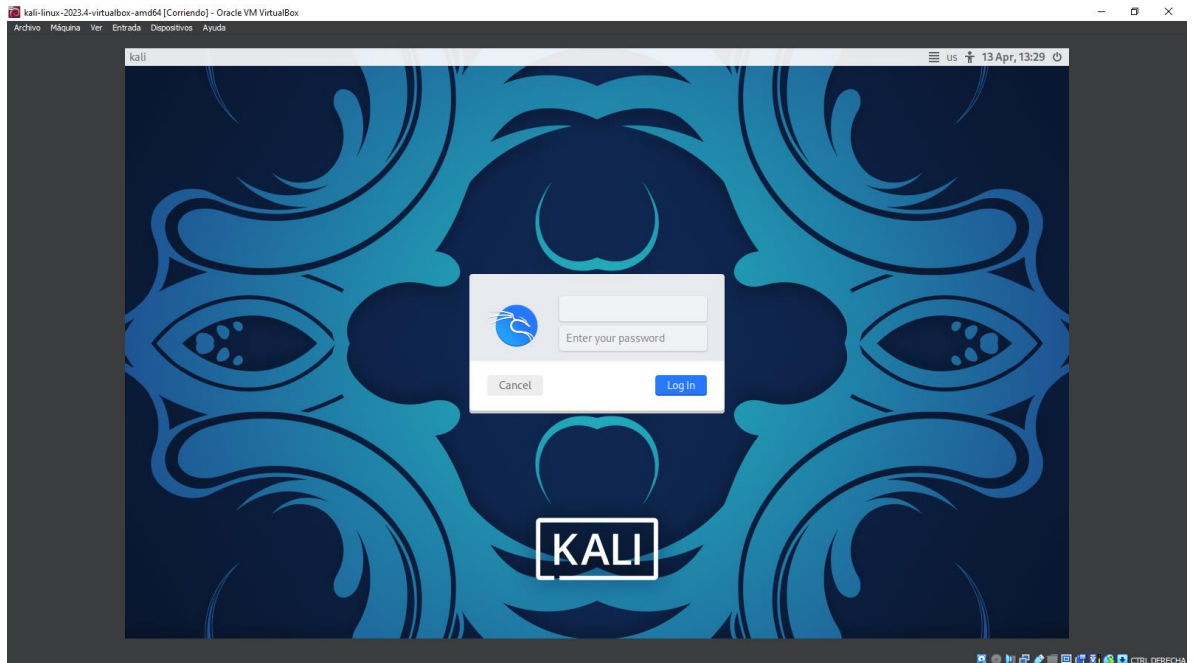 kali-linux-2023.4-virtualbox-amd64 [Corriendo] - Oracle VM VirtualBox
Archivo Máquina Ver Entrada Dispositivos Ayuda
kali us 13 Apr, 13:29
Enter your password
Cancel Log In
KALI
CTRL DERECHA